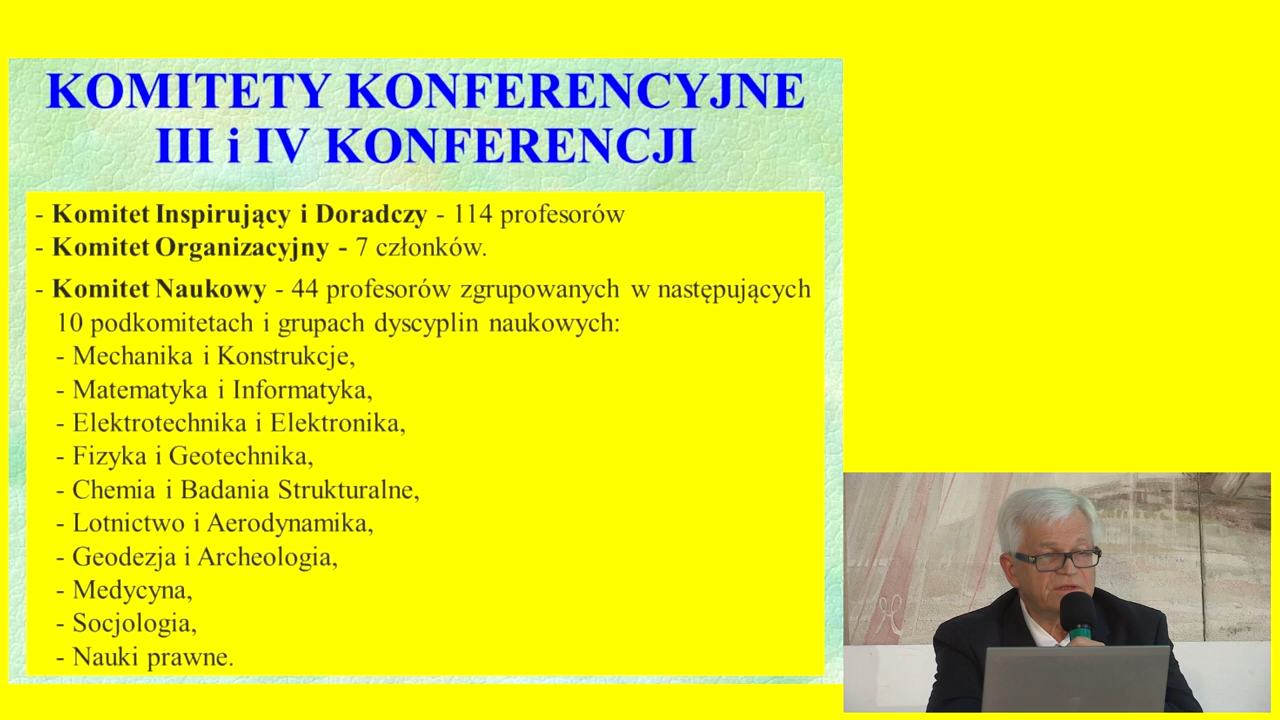 KOMITETY KONFERENCYJNE
III i IV KONFERENCJI
- Komitet Inspirujący i Doradczy - 114 profesorów
- Komitet Organizacyjny - 7 członków.
- Komitet Naukowy - 44 profesorów zgrupowanych w następujących
10 podkomitetach i grupach dyscyplin naukowych:
- Mechanika i Konstrukcje,
- Matematyka i Informatyka,
- Elektrotechnika i Elektronika,
- Fizyka i Geotechnika,
- Chemia i Badania Strukturalne,
- Lotnictwo i Aerodynamika,
- Geodezja i Archeologia,
- Medycyna,
- Socjologia,
- Nauki prawne.